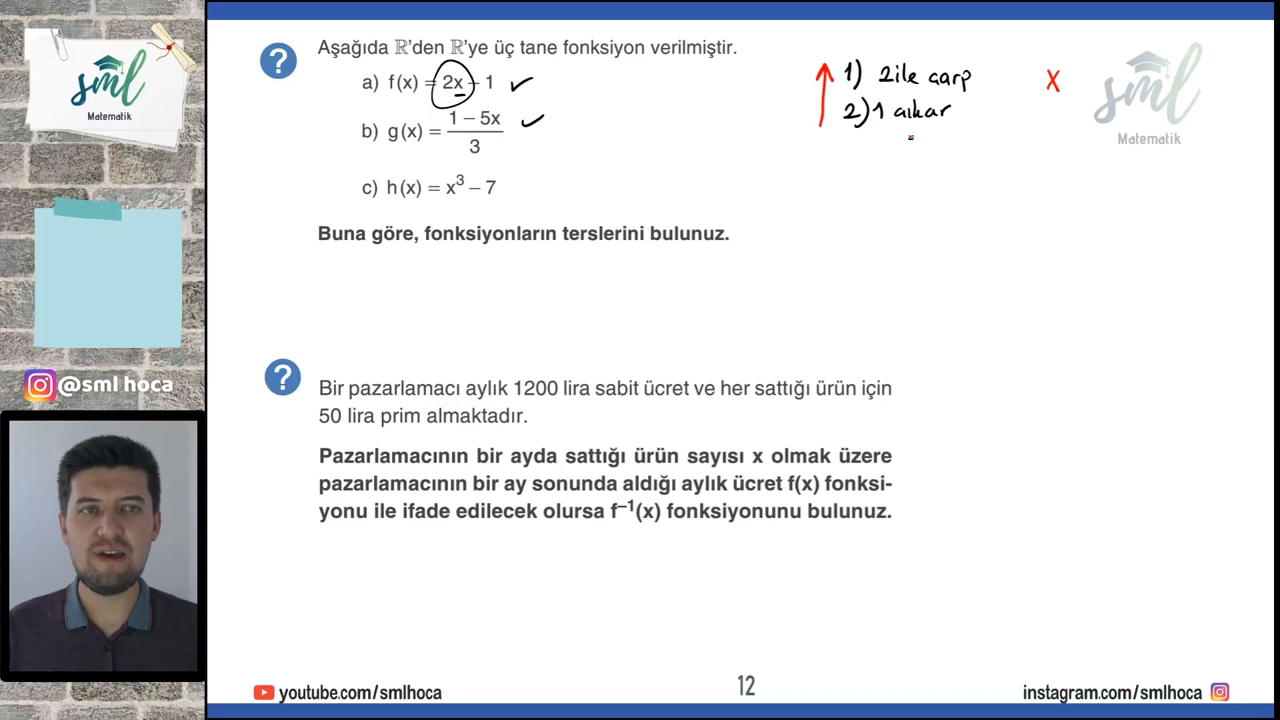 sml
Matematik
@sml hoca
Aşağıda ℝ'den ℝ'ye üç tane fonksiyon verilmiştir.
a) f(x) = 2x – 1
b) g(x) = (1 – 5x)/3
c) h(x) = x³ – 7
Buna göre, fonksiyonların terslerini bulunuz.
1) 2 ile çarp
2) 1 çıkar
x
sml
Matematik
Bir pazarlamacı aylık 1200 lira sabit ücret ve her sattığı ürün için
50 lira prim almaktadır.
Pazarlamacının bir ayda sattığı ürün sayısı x olmak üzere
pazarlamacının bir ay sonunda aldığı aylık ücret f(x) fonksi-
yonu ile ifade edilecek olursa f⁻¹(x) fonksiyonunu bulunuz.
youtube.com/smlhoca
12
instagram.com/smlhoca